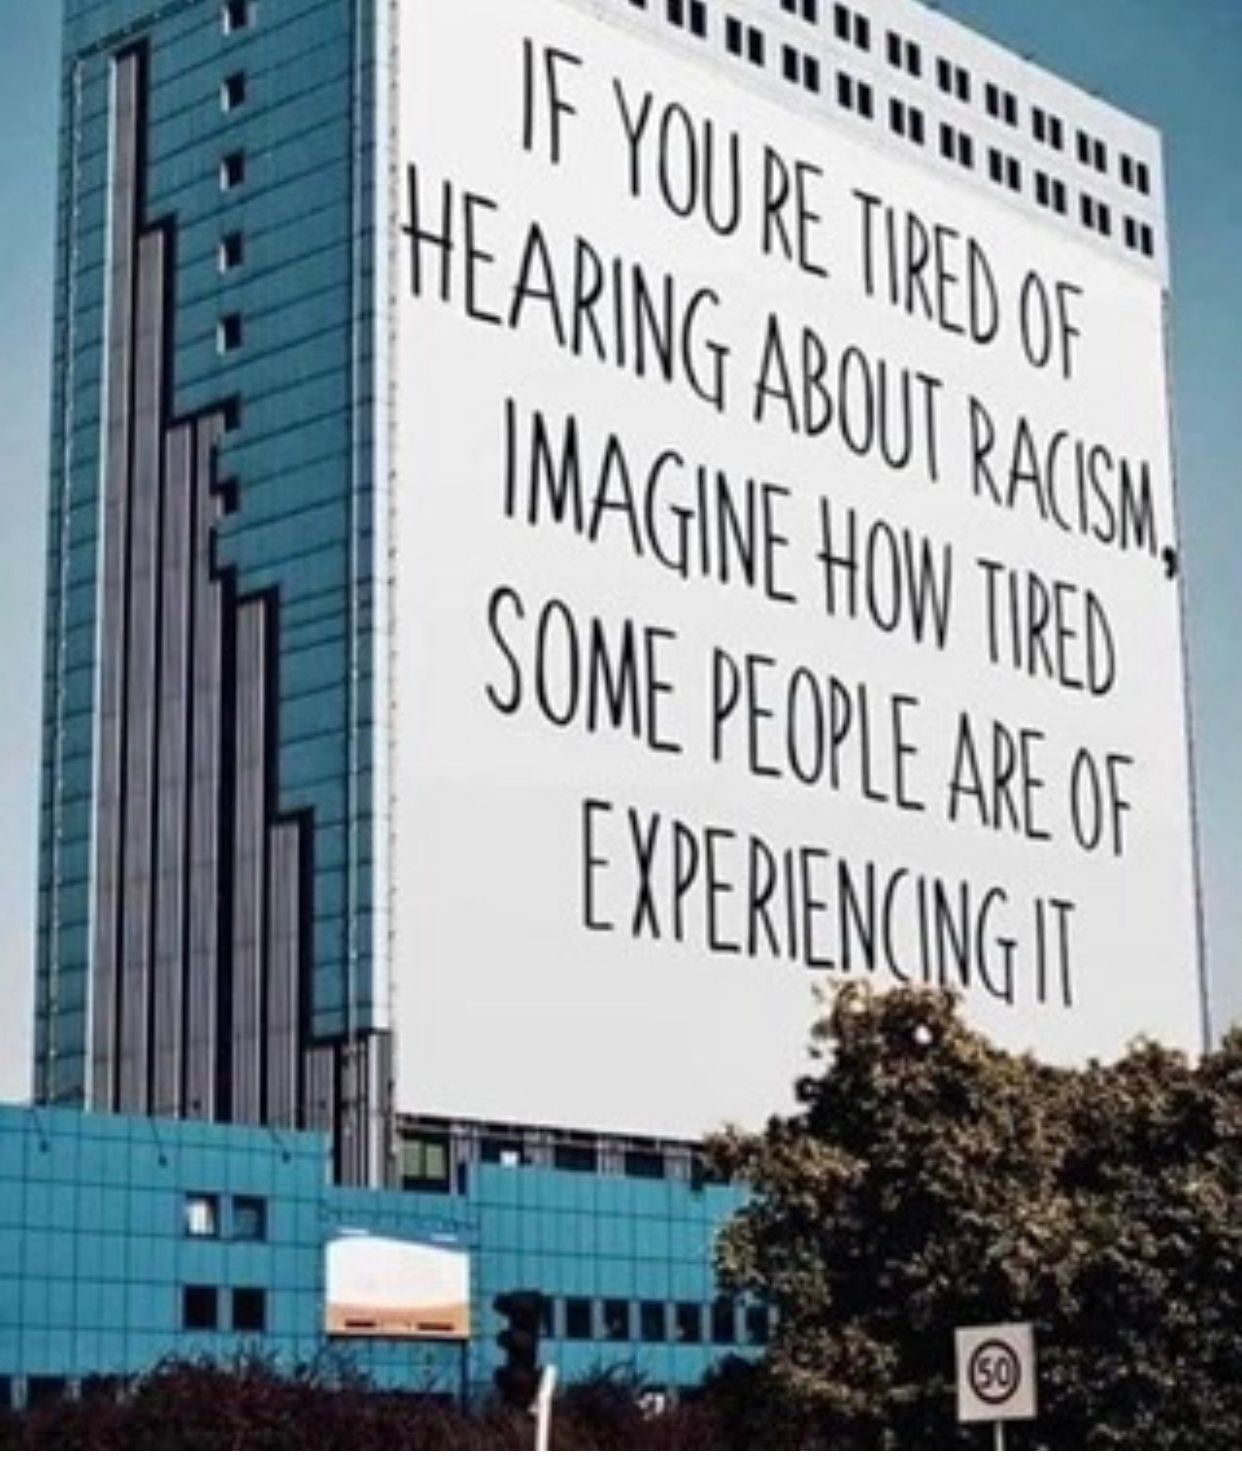 IF YOU RE TIRED OF
HEARING ABOUT RACISM,
IMAGINE HOW TIRED
SOME PEOPLE ARE OF
EXPERIENCING IT
50